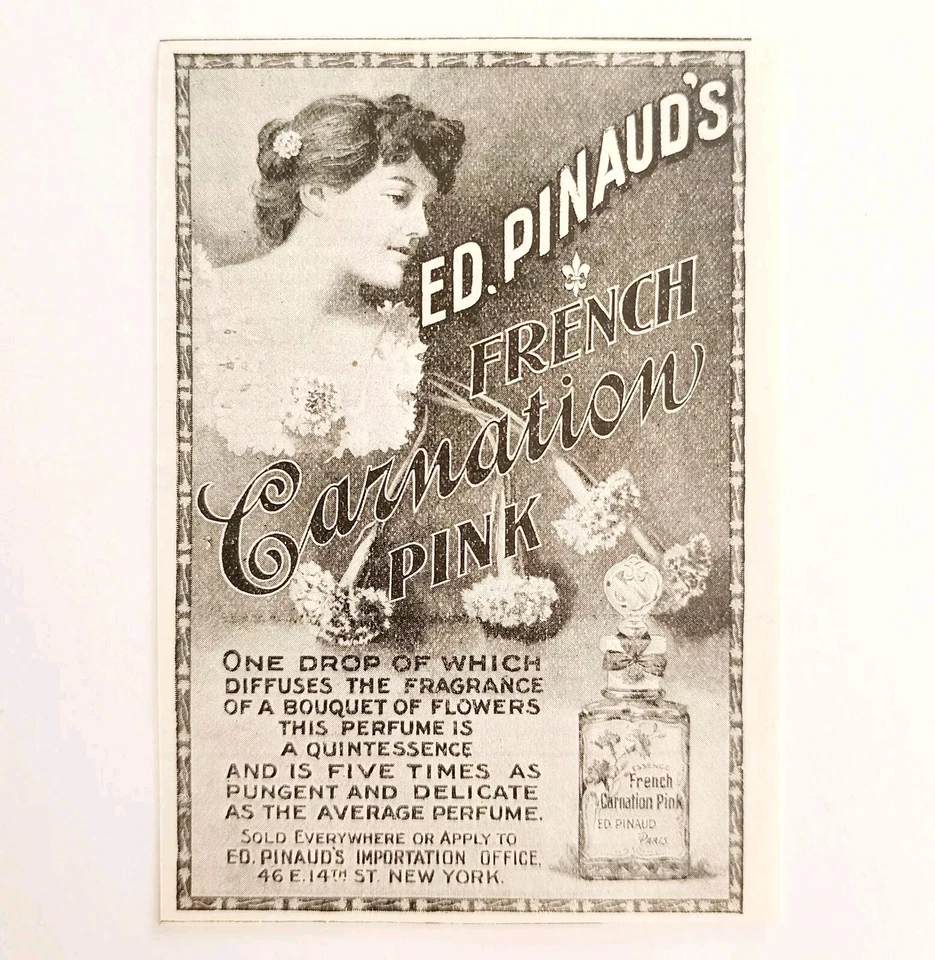 ED. PINAUD'S
FRENCH
Carnation
PINK
ONE DROP OF WHICH
DIFFUSES THE FRAGRANCE
OF A BOUQUET OF FLOWERS
THIS PERFUME IS
A QUINTESSENCE
AND IS FIVE TIMES AS
PUNGENT AND DELICATE
AS THE AVERAGE PERFUME.
SOLD EVERYWHERE OR APPLY TO
ED. PINAUD'S IMPORTATION OFFICE,
46 E. 14TH ST. NEW YORK.
ESSENCE
French
Carnation Pink
ED. PINAUD
PARIS